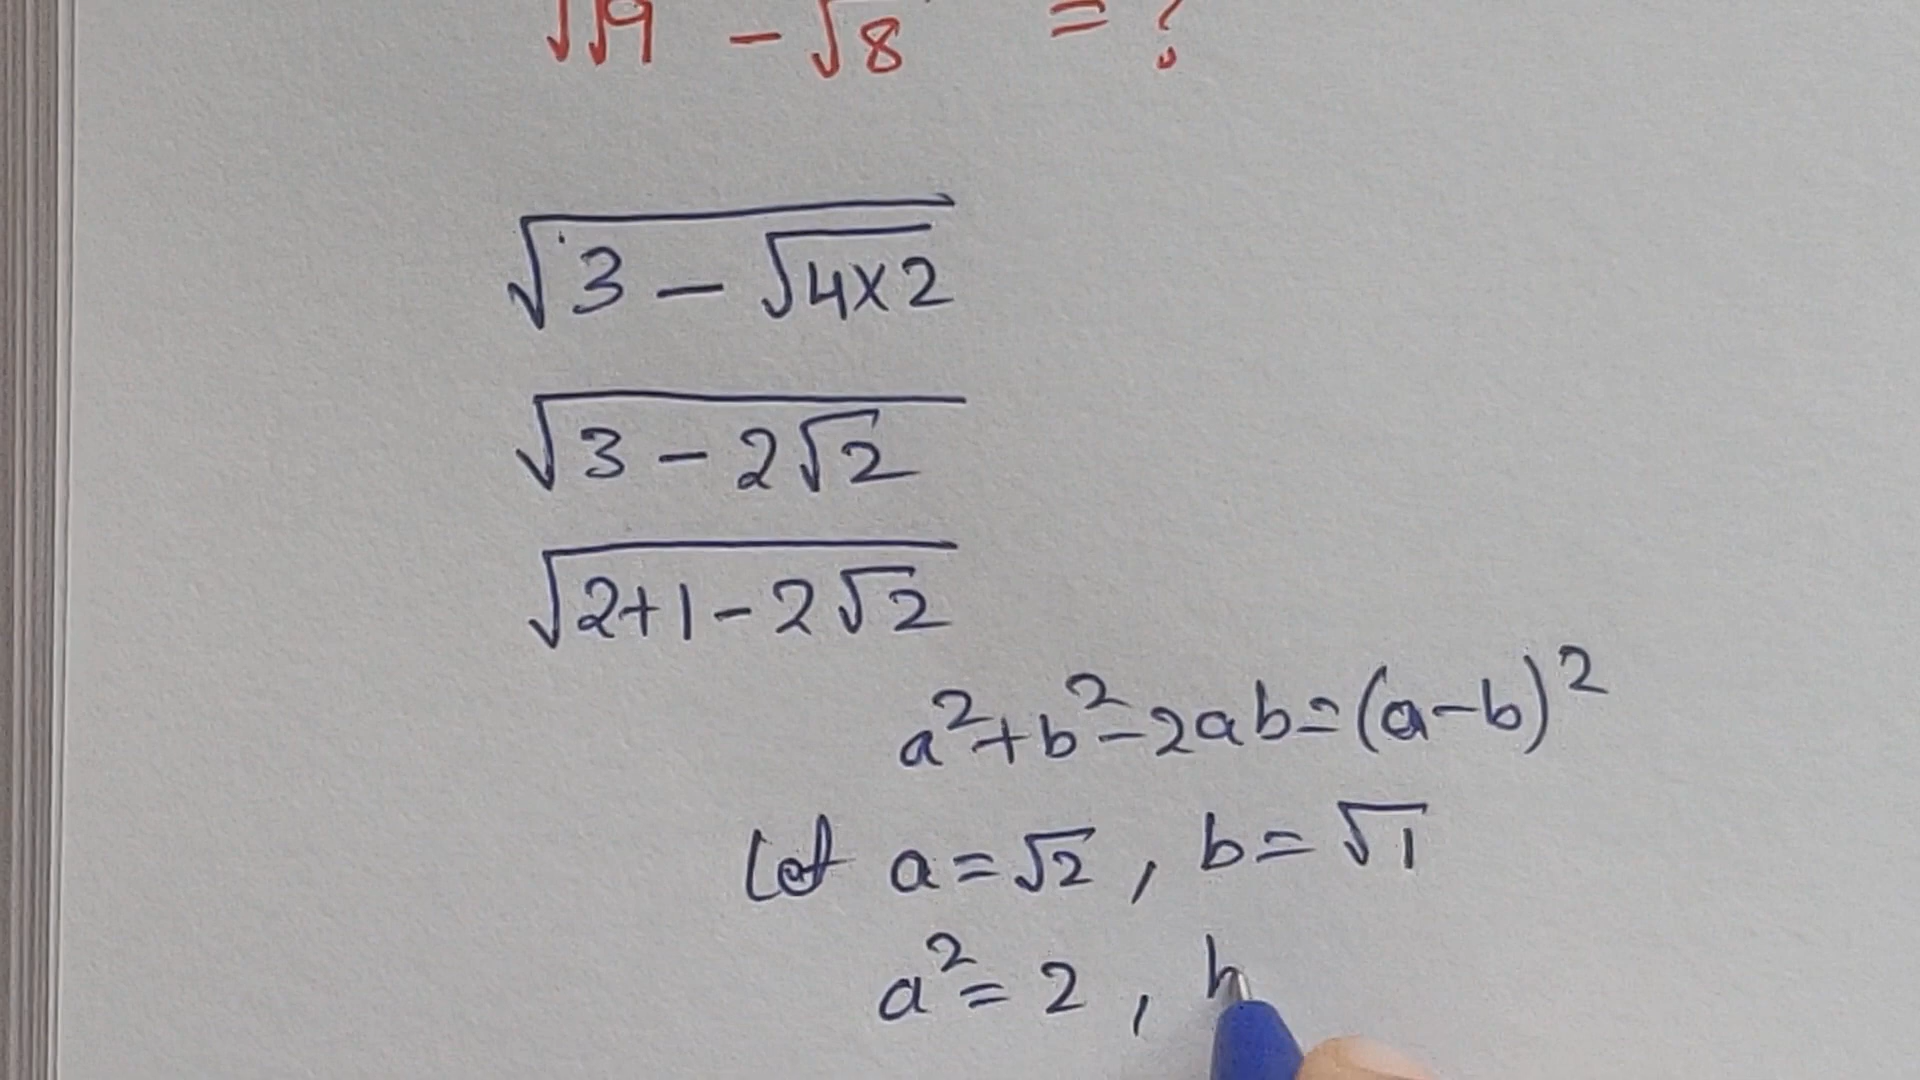 √√9 - √8 = ?
√3 - √4×2
√3 - 2√2
√2+1-2√2
a²+b²-2ab=(a-b)²
Let a=√2, b=√1
a²=2, b